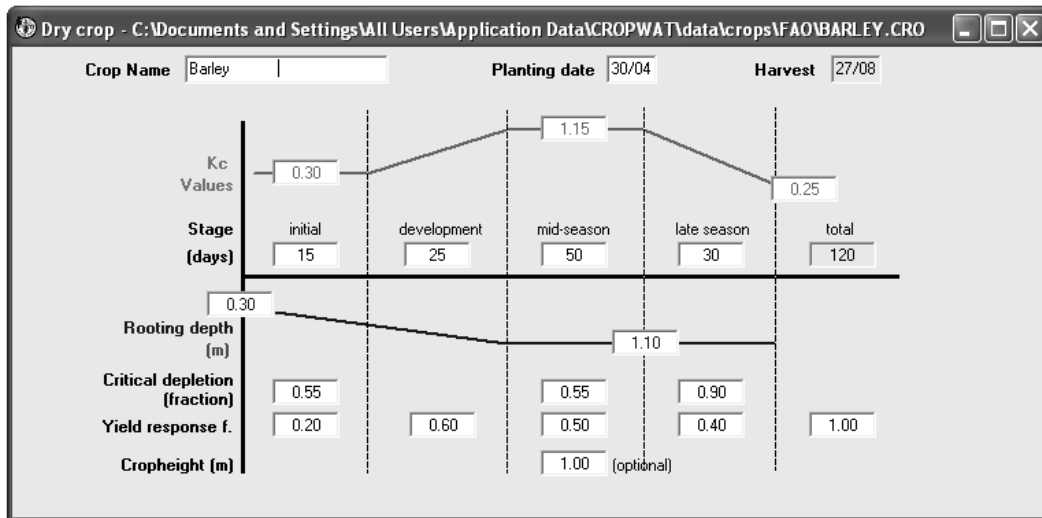 Dry crop - C:\Documents and Settings\All Users\Application Data\CROPWAT\data\crops\FAO\BARLEY.CRO
Crop Name Barley Planting date 30/04 Harvest 27/08
1.15
Kc Values 0.30
0.25
Stage initial development mid-season late season total
(days) 15 25 50 30 120
0.30
Rooting depth (m) 1.10
Critical depletion (fraction) 0.55 0.55 0.90
Yield response f. 0.20 0.60 0.50 0.40 1.00
Cropheight (m) 1.00 (optional)